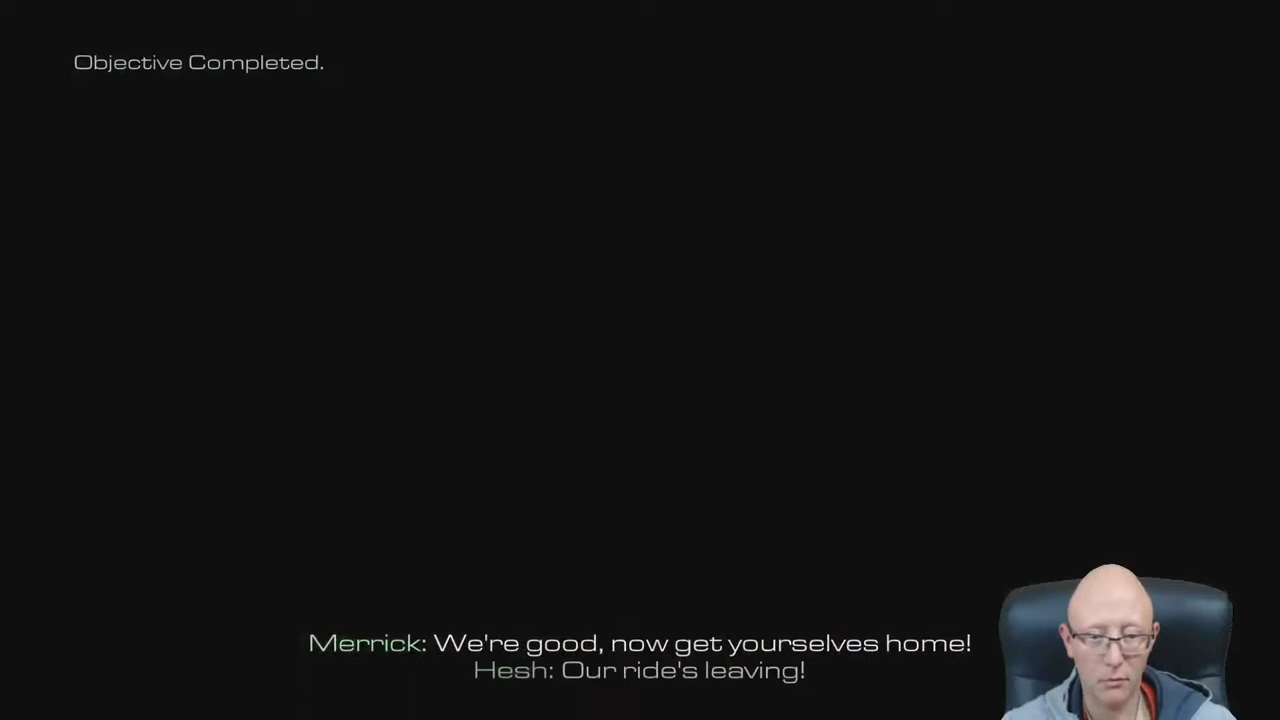 Objective Completed.
Merrick: We're good, now get yourselves home!
Hesh: Our ride's leaving!